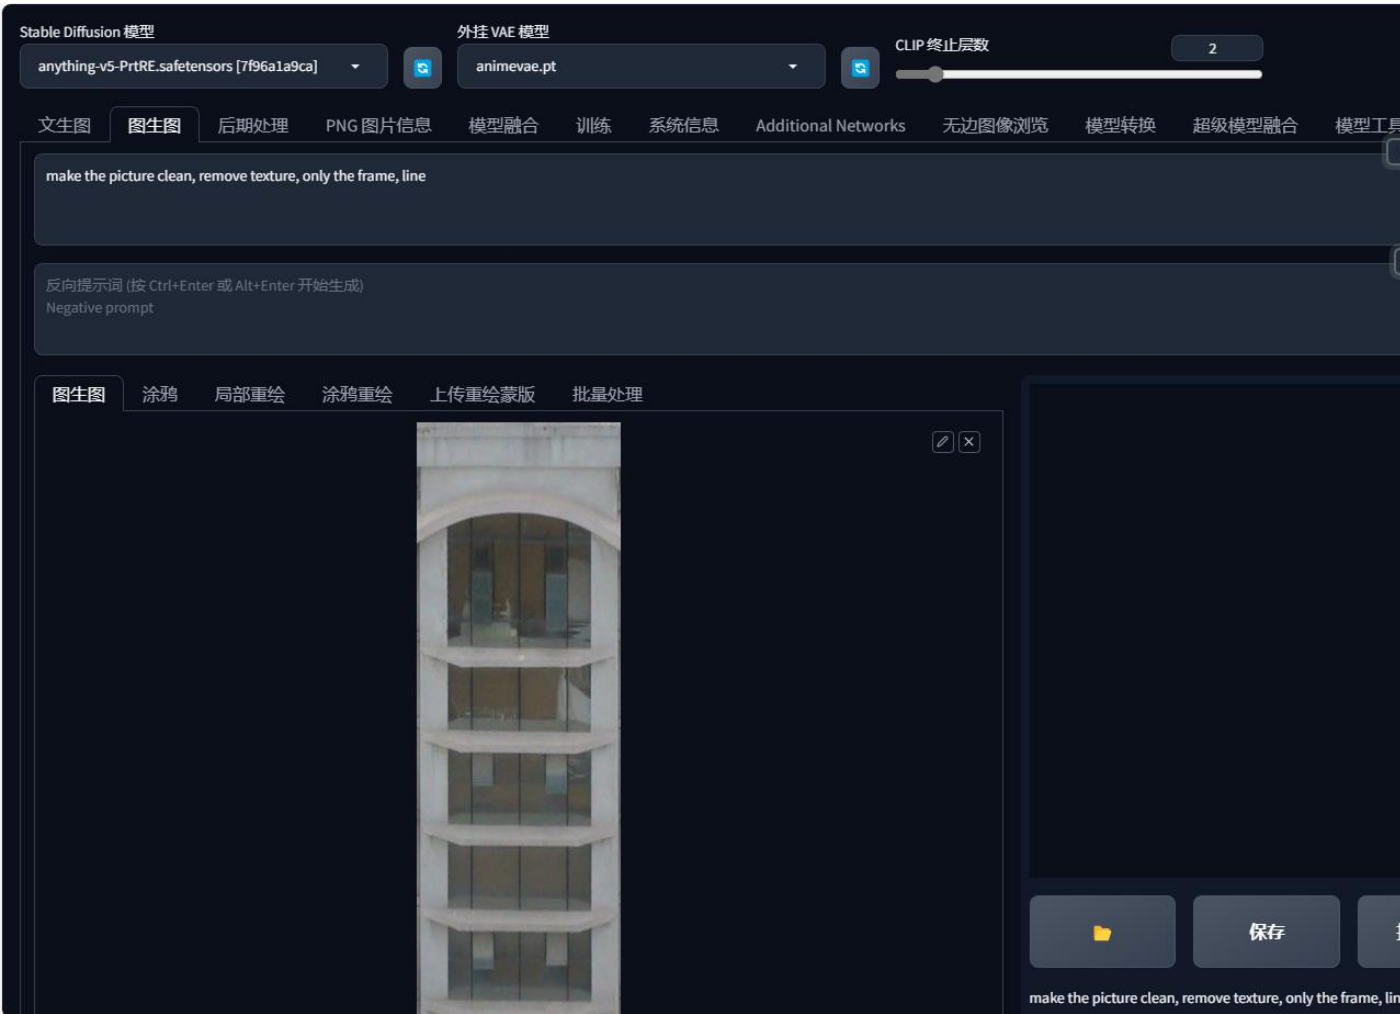 Stable Diffusion 模型
外挂 VAE 模型
CLIP 终止层数
2
anything-v5-PrtRE.safetensors [7f96a1a9ca]
animevae.pt
文生图
图生图
后期处理
PNG 图片信息
模型融合
训练
系统信息
Additional Networks
无边图像浏览
模型转换
超级模型融合
模型工具
make the picture clean, remove texture, only the frame, line
反向提示词 (按 Ctrl+Enter 或 Alt+Enter 开始生成)
Negative prompt
图生图
涂鸦
局部重绘
涂鸦重绘
上传重绘蒙版
批量处理
保存
make the picture clean, remove texture, only the frame, lin